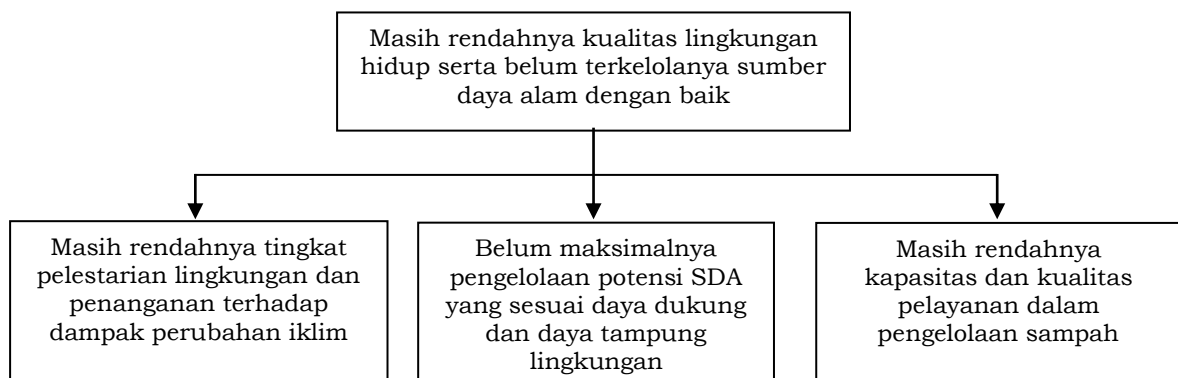 Masih rendahnya kualitas lingkungan
hidup serta belum terkelolanya sumber
daya alam dengan baik
Masih rendahnya tingkat
pelestarian lingkungan dan
penanganan terhadap
dampak perubahan iklim
Belum maksimalnya
pengelolaan potensi SDA
yang sesuai daya dukung
dan daya tampung
lingkungan
Masih rendahnya
kapasitas dan kualitas
pelayanan dalam
pengelolaan sampah